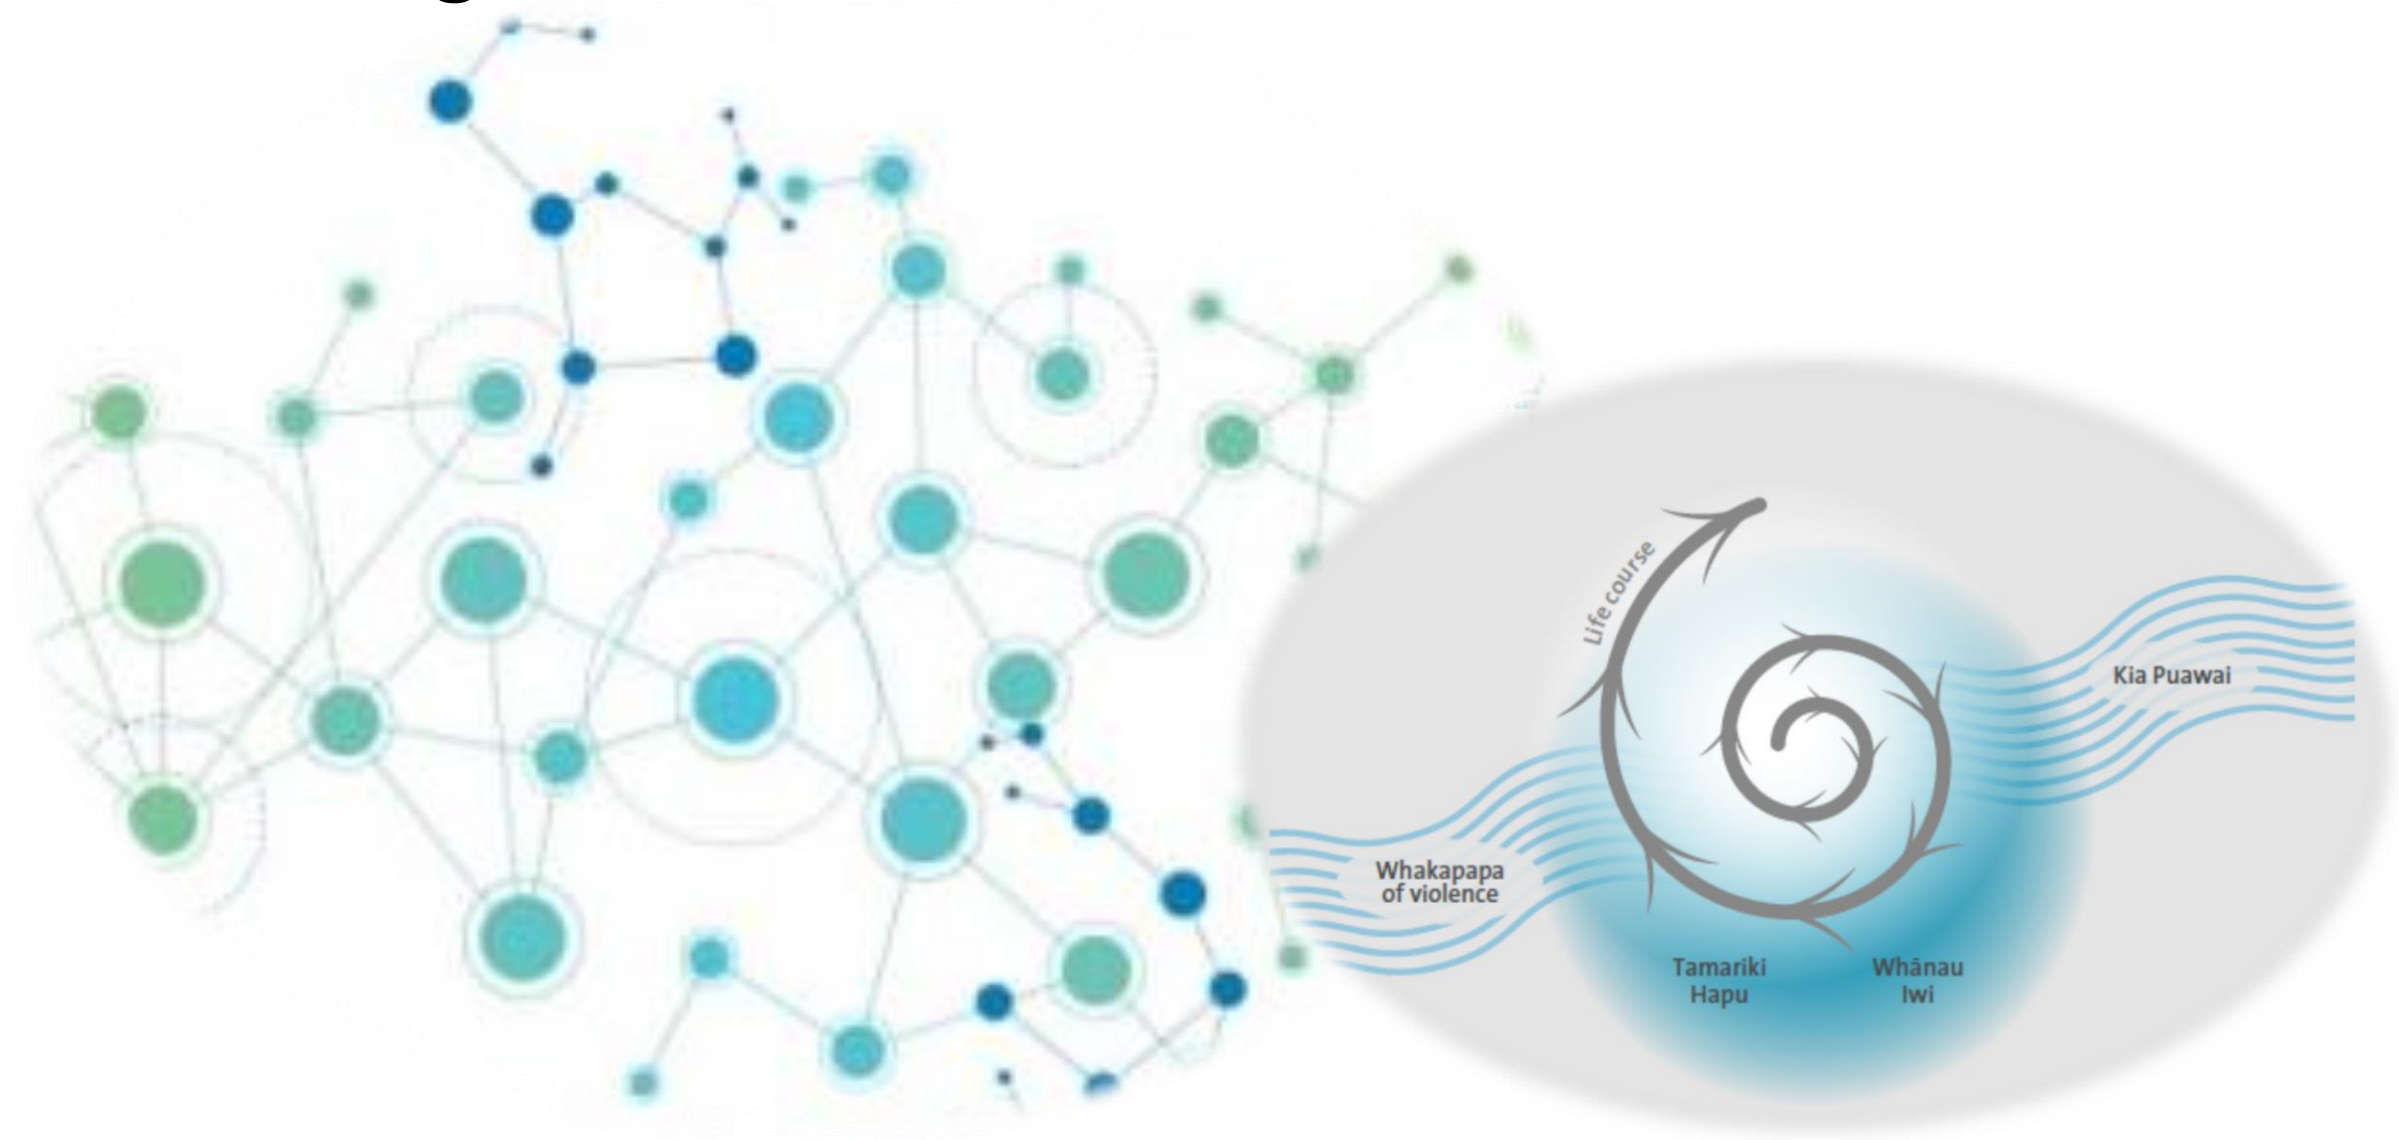 Life course
Kia Puawai
Whakapapa
of violence
Tamariki
Hapu
Whānau
Iwi